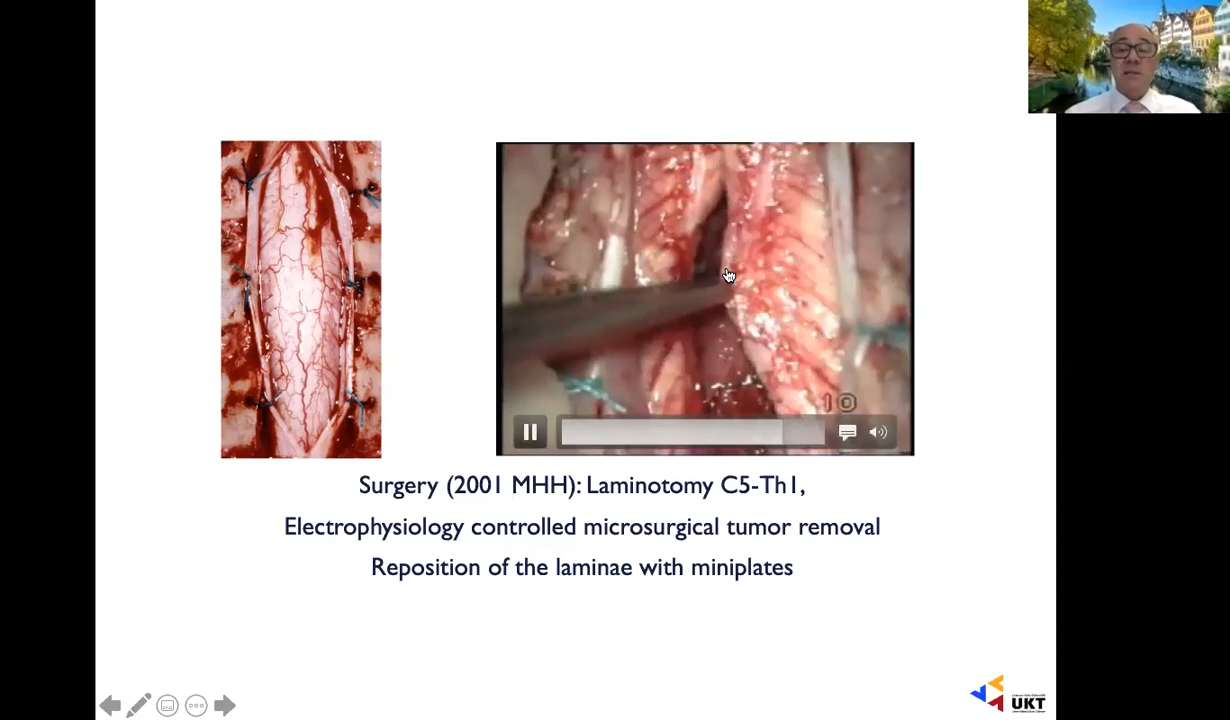 Surgery (2001 MHH): Laminotomy C5-Th1,
Electrophysiology controlled microsurgical tumor removal
Reposition of the laminae with miniplates
UKT